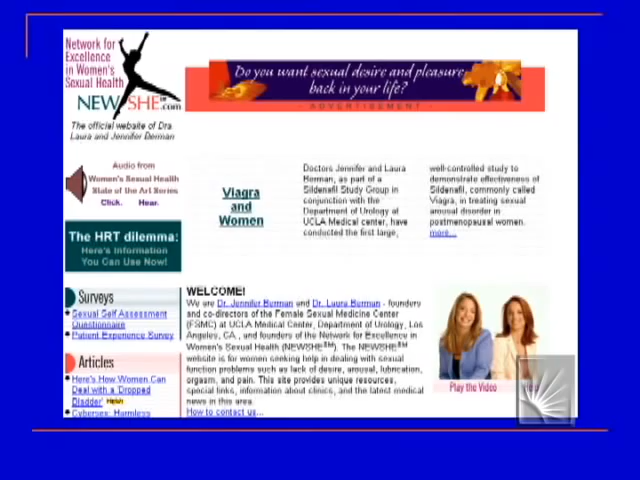 Network for
Excellence
in Women's
Sexual Health
NEWSHE.com
The official website of Drs.
Laura and Jennifer Berman
Do you want sexual desire and pleasure
back in your life?
- ADVERTISEMENT -
Audio from
Women's Sexual Health
State of the Art Series
Click. Hear.
The HRT dilemma:
Here's Information
You Can Use Now!
Viagra
and
Women
Doctors Jennifer and Laura
Berman, as part of a
Sildenafil Study Group in
conjunction with the
Department of Urology at
UCLA Medical center, have
conducted the first large,
well-controlled study to
demonstrate effectiveness of
Sildenafil, commonly called
Viagra, in treating sexual
arousal disorder in
postmenopausal women.
more...
Surveys
Sexual Self Assessment
Questionnaire
Patient Experience Survey
Articles
Here's How Women Can
Deal with a 'Dropped
Bladder'
Cybersex: Harmless
WELCOME!
We are Dr. Jennifer Berman and Dr. Laura Berman - founders
and co-directors of the Female Sexual Medicine Center
(FSMC) at UCLA Medical Center, Department of Urology, Los
Angeles, CA , and founders of the Network for Excellence in
Women's Sexual Health (NEWSHE™). The NEWSHE™
website is for women seeking help in dealing with sexual
function problems such as lack of desire, arousal, lubrication,
orgasm, and pain. This site provides unique resources,
special links, information about clinics, and the latest medical
news in this area.
How to contact us...
Play the Video